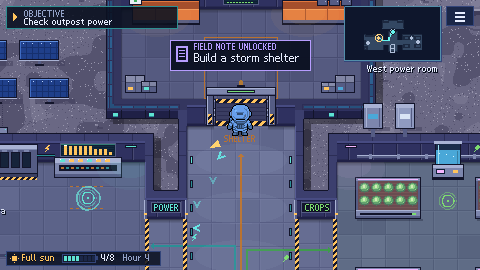 OBJECTIVE
Check outpost power
FIELD NOTE UNLOCKED
Build a storm shelter
West power room
SHELTER
POWER
CROPS
a
Full sun
4/8
Hour 4